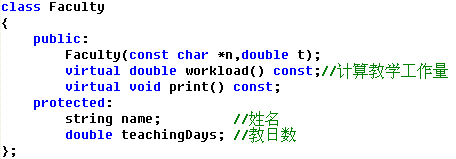 class Faculty
{
public:
Faculty(const char *n,double t);
virtual double workload() const;//计算教学工作量
virtual void print() const;
protected:
string name; //姓名
double teachingDays; //教日数
};